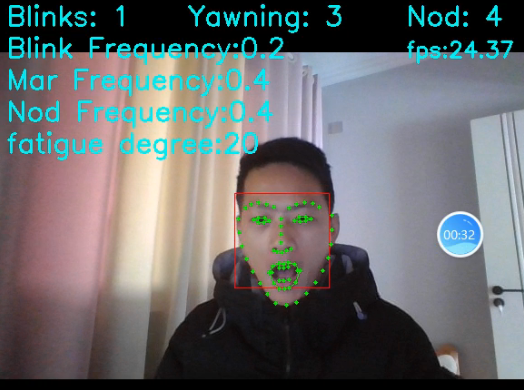 Blinks: 1 Yawning: 3 Nod: 4
Blink Frequency:0.2 fps:24.37
Mar Frequency:0.4
Nod Frequency:0.4
fatigue degree:20
00:32